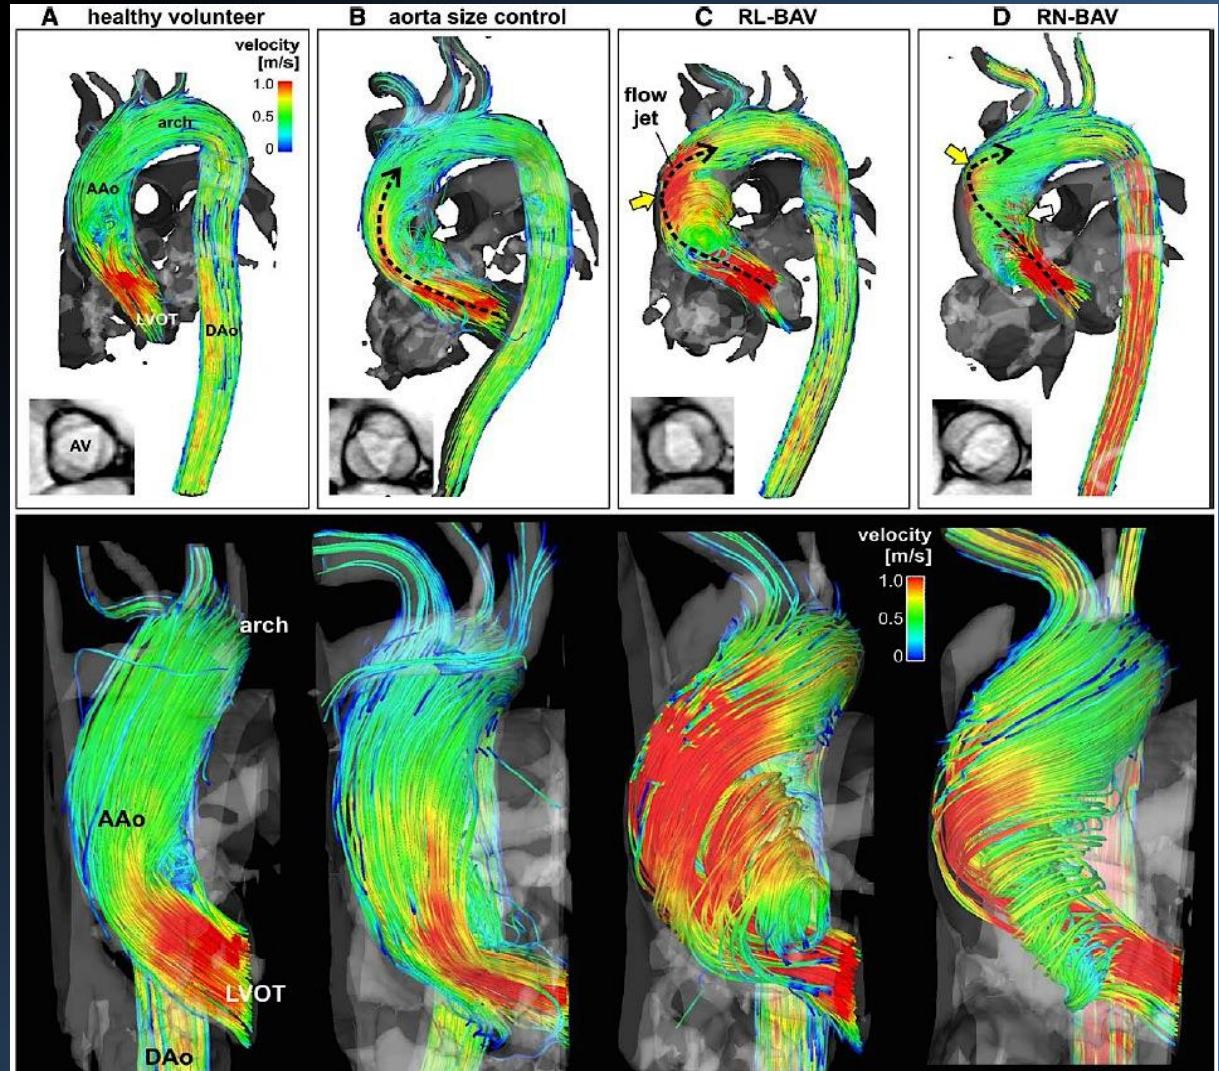 A healthy volunteer
B aorta size control
C RL-BAV
D RN-BAV
velocity
[m/s]
1.0
0.5
0
arch
AAo
LVOT
DAo
AV
flow
jet
velocity
[m/s]
1.0
0.5
0
arch
AAo
LVOT
DAo